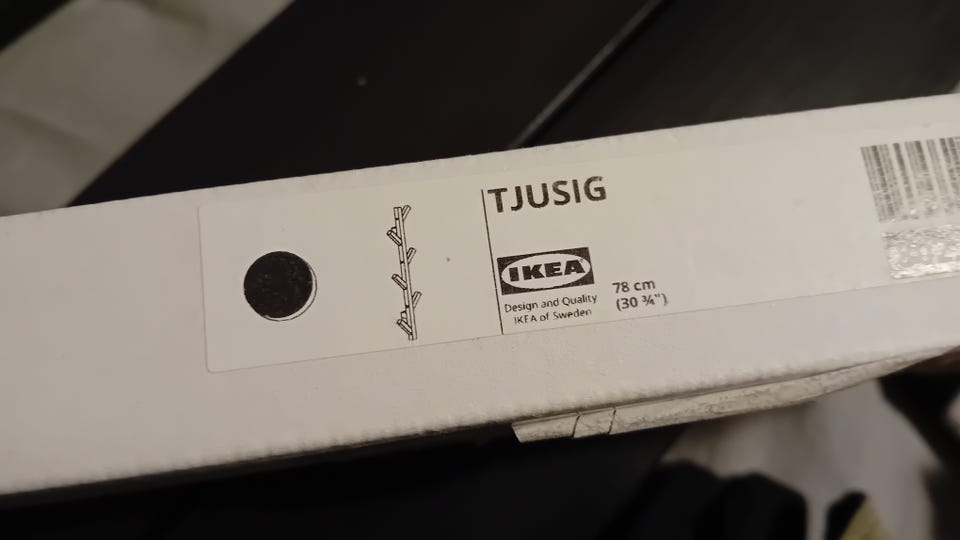 TJUSIG
IKEA
Design and Quality
IKEA of Sweden
78 cm
(30 ¾")